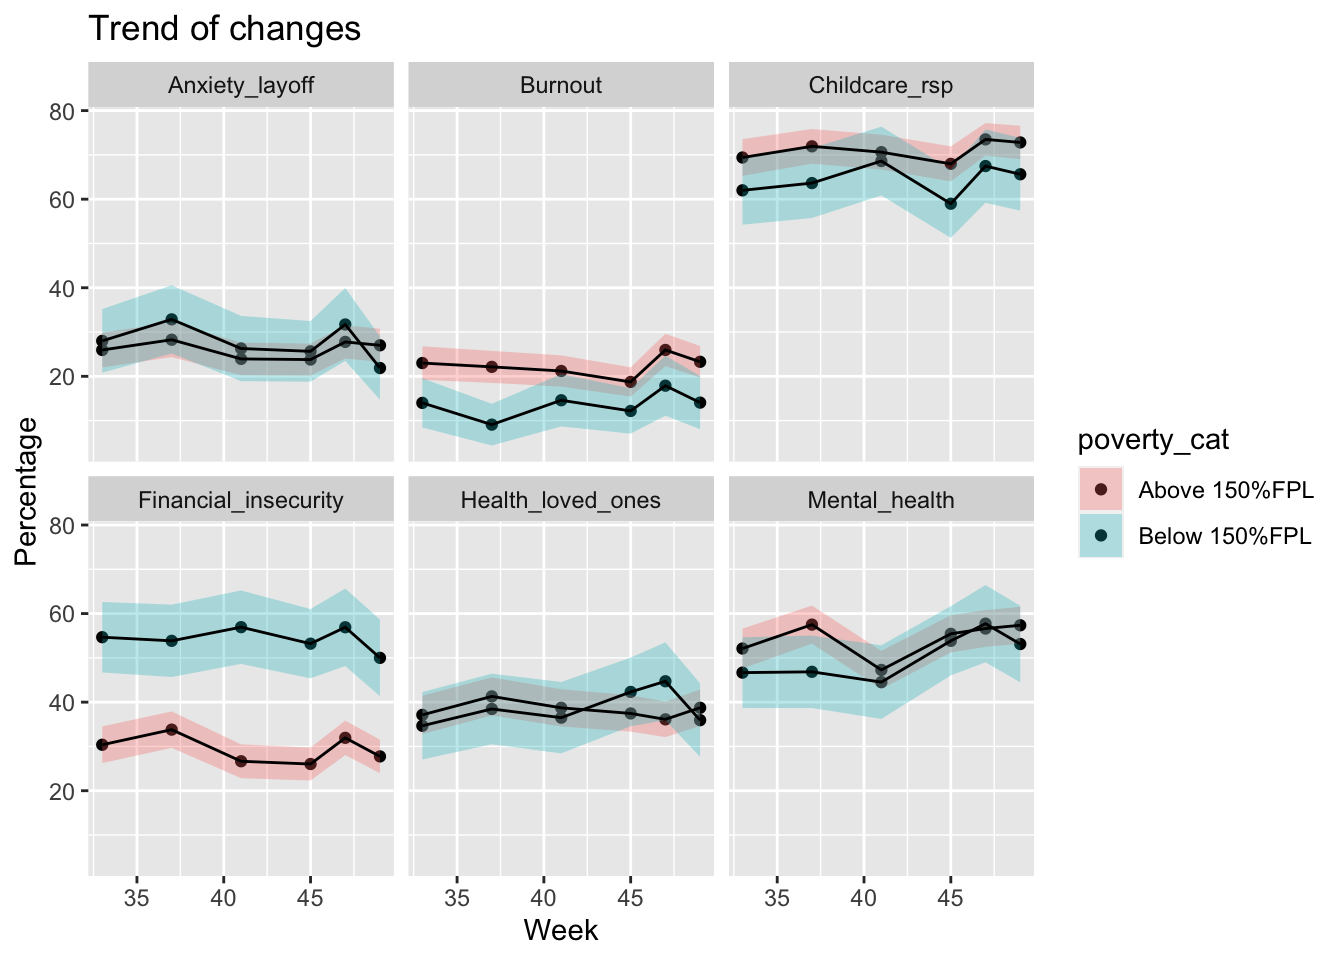 Trend of changes
Anxiety_layoff
Burnout
Childcare_rsp
80
60
40
20
Financial_insecurity
Health_loved_ones
Mental_health
80
60
40
20
35 40 45 35 40 45 35 40 45
Week
Percentage
poverty_cat
Above 150%FPL
Below 150%FPL